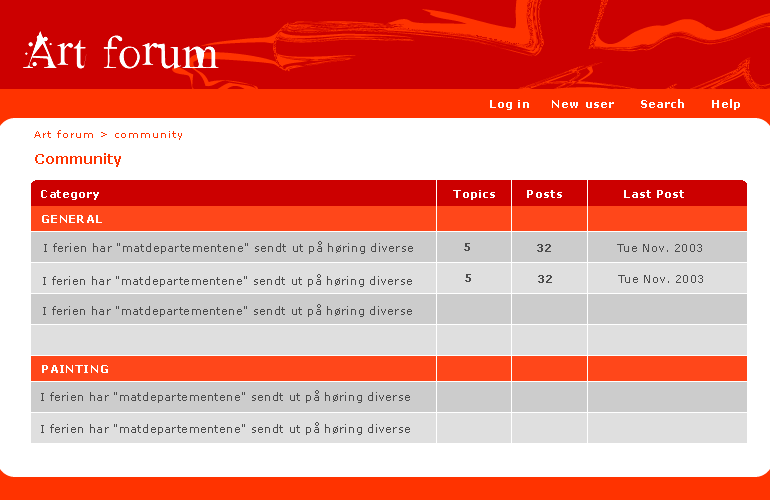 Art forum
Log in New user Search Help
Art forum > community
Community
Category Topics Posts Last Post
GENERAL
I ferien har "matdepartementene" sendt ut på høring diverse 5 32 Tue Nov. 2003
I ferien har "matdepartementene" sendt ut på høring diverse 5 32 Tue Nov. 2003
I ferien har "matdepartementene" sendt ut på høring diverse
PAINTING
I ferien har "matdepartementene" sendt ut på høring diverse
I ferien har "matdepartementene" sendt ut på høring diverse